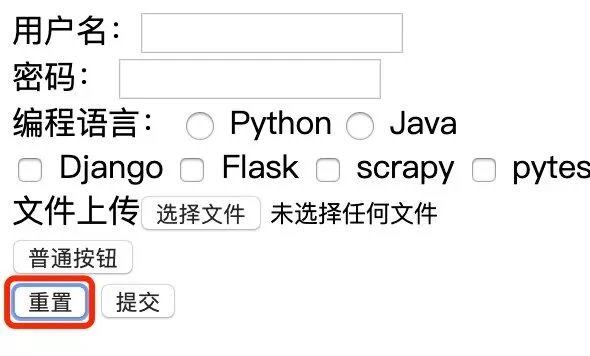 用户名：
密码：
编程语言： Python Java
Django Flask scrapy pytes
文件上传 选择文件 未选择任何文件
普通按钮
重置 提交